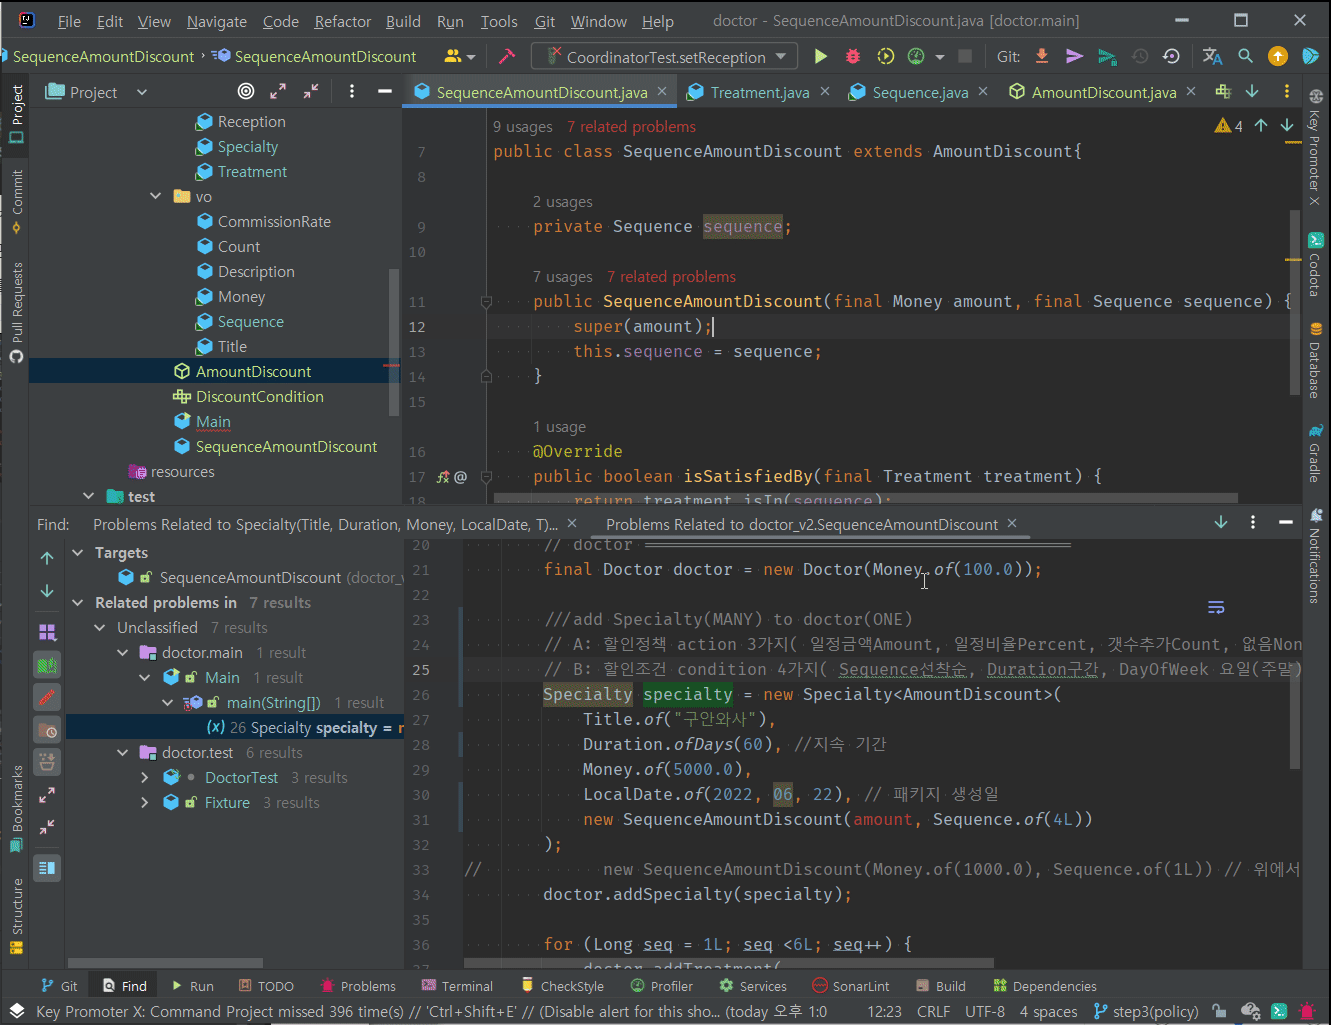 File Edit View Navigate Code Refactor Build Run Tools Git Window Help doctor - SequenceAmountDiscount.java [doctor.main]
SequenceAmountDiscount › SequenceAmountDiscount CoordinatorTest.setReception Git:
Project
SequenceAmountDiscount.java Treatment.java Sequence.java AmountDiscount.java
Project
Commit
Pull Requests
Bookmarks
Structure
Reception
Specialty
Treatment
vo
CommissionRate
Count
Description
Money
Sequence
Title
AmountDiscount
DiscountCondition
Main
SequenceAmountDiscount
resources
test
9 usages 7 related problems
4
7 public class SequenceAmountDiscount extends AmountDiscount{
8
2 usages
9 private Sequence sequence;
10
7 usages 7 related problems
11 public SequenceAmountDiscount(final Money amount, final Sequence sequence) {
12 super(amount);
13 this.sequence = sequence;
14 }
15
1 usage
16 @Override
17 public boolean isSatisfiedBy(final Treatment treatment) {
18 return treatment.isIn(sequence);
Key Promoter X
Codota
Database
Gradle
Notifications
Find: Problems Related to Specialty(Title, Duration, Money, LocalDate, T)... Problems Related to doctor_v2.SequenceAmountDiscount
Targets
SequenceAmountDiscount (doctor_v
Related problems in 7 results
Unclassified 7 results
doctor.main 1 result
Main 1 result
main(String[]) 1 result
26 Specialty specialty = n
doctor.test 6 results
DoctorTest 3 results
Fixture 3 results
20 // doctor
21 final Doctor doctor = new Doctor(Money.of(100.0));
22
23 ///add Specialty(MANY) to doctor(ONE)
24 // A: 할인정책 action 3가지( 일정금액Amount, 일정비율Percent, 갯수추가Count, 없음Non
25 // B: 할인조건 condition 4가지( Sequence선착순, Duration구간, DayOfWeek 요일(주말)
26 Specialty specialty = new Specialty<AmountDiscount>(
27 Title.of("구안와사"),
28 Duration.ofDays(60), //지속 기간
29 Money.of(5000.0),
30 LocalDate.of(2022, 06, 22), // 패키지 생성일
31 new SequenceAmountDiscount(amount, Sequence.of(4L))
32 );
33 // new SequenceAmountDiscount(Money.of(1000.0), Sequence.of(1L)) // 위에서
34 doctor.addSpecialty(specialty);
35
36 for (Long seq = 1L; seq <6L; seq++) {
37 doctor.addTreatment(
Git Find Run TODO Problems Terminal CheckStyle Profiler Services SonarLint Build Dependencies
Key Promoter X: Command Project missed 396 time(s) // 'Ctrl+Shift+E' // (Disable alert for this sho... (today 오후 1:0 12:23 CRLF UTF-8 4 spaces step3(policy)